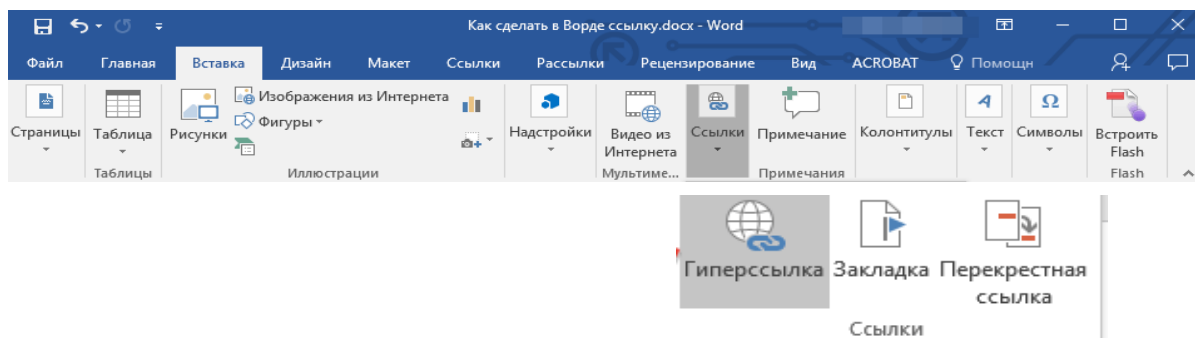 Как сделать в Ворде ссылку.docx - Word
Файл Главная Вставка Дизайн Макет Ссылки Рассылки Рецензирование Вид ACROBAT Помощн
Страницы
Таблица
Таблицы
Рисунки
Изображения из Интернета
Фигуры
Иллюстрации
Надстройки
Видео из
Интернета
Мультиме...
Ссылки
Примечание
Примечания
Колонтитулы
Текст
Символы
Встроить
Flash
Flash
Гиперссылка
Закладка
Перекрестная
ссылка
Ссылки